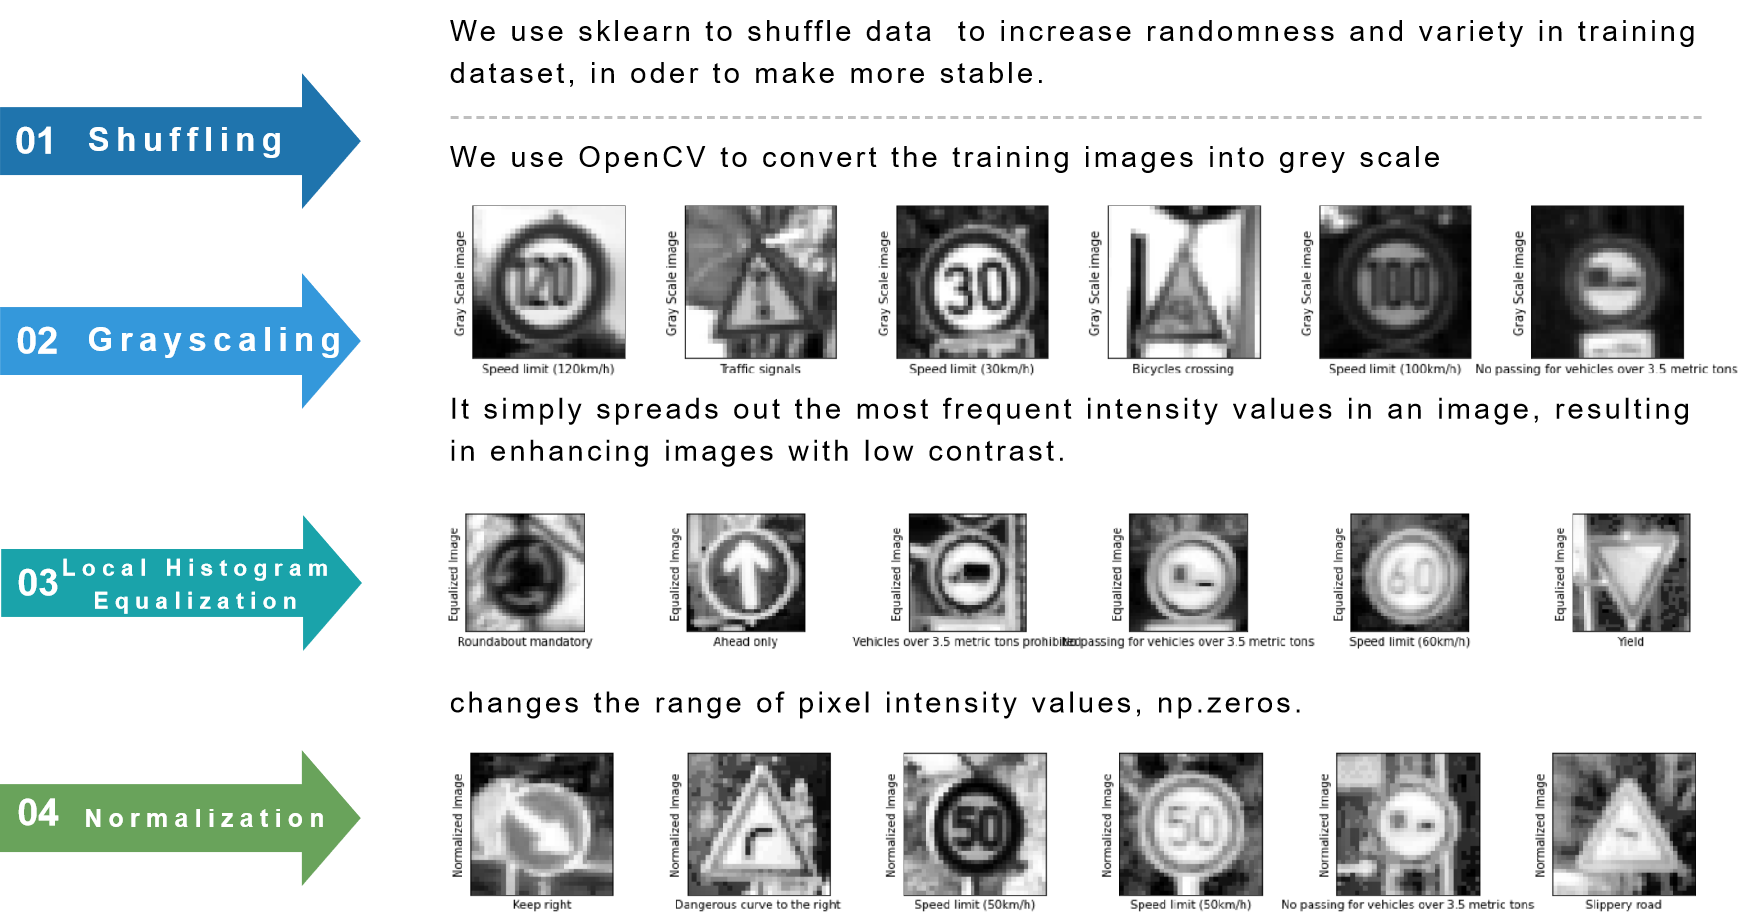 We use sklearn to shuffle data  to increase randomness and variety in training
dataset, in oder to make more stable.
01 Shuffling
We use OpenCV to convert the training images into grey scale
02 Grayscaling
Gray Scale image
120
Speed limit (120km/h)
Gray Scale image
Traffic signals
Gray Scale image
30
Speed limit (30km/h)
Gray Scale image
Bicycles crossing
Gray Scale image
100
Speed limit (100km/h)
Gray Scale image
No passing for vehicles over 3.5 metric tons
It simply spreads out the most frequent intensity values in an image, resulting
in enhancing images with low contrast.
03 Local Histogram
Equalization
Equalized Image
Roundabout mandatory
Equalized Image
Ahead only
Equalized Image
Vehicles over 3.5 metric tons prohibited
Equalized Image
No passing for vehicles over 3.5 metric tons
Equalized Image
60
Speed limit (60km/h)
Equalized Image
Yield
changes the range of pixel intensity values, np.zeros.
04 Normalization
Normalized Image
Keep right
Normalized Image
Dangerous curve to the right
Normalized Image
50
Speed limit (50km/h)
Normalized Image
50
Speed limit (50km/h)
Normalized Image
No passing for vehicles over 3.5 metric tons
Normalized Image
Slippery road